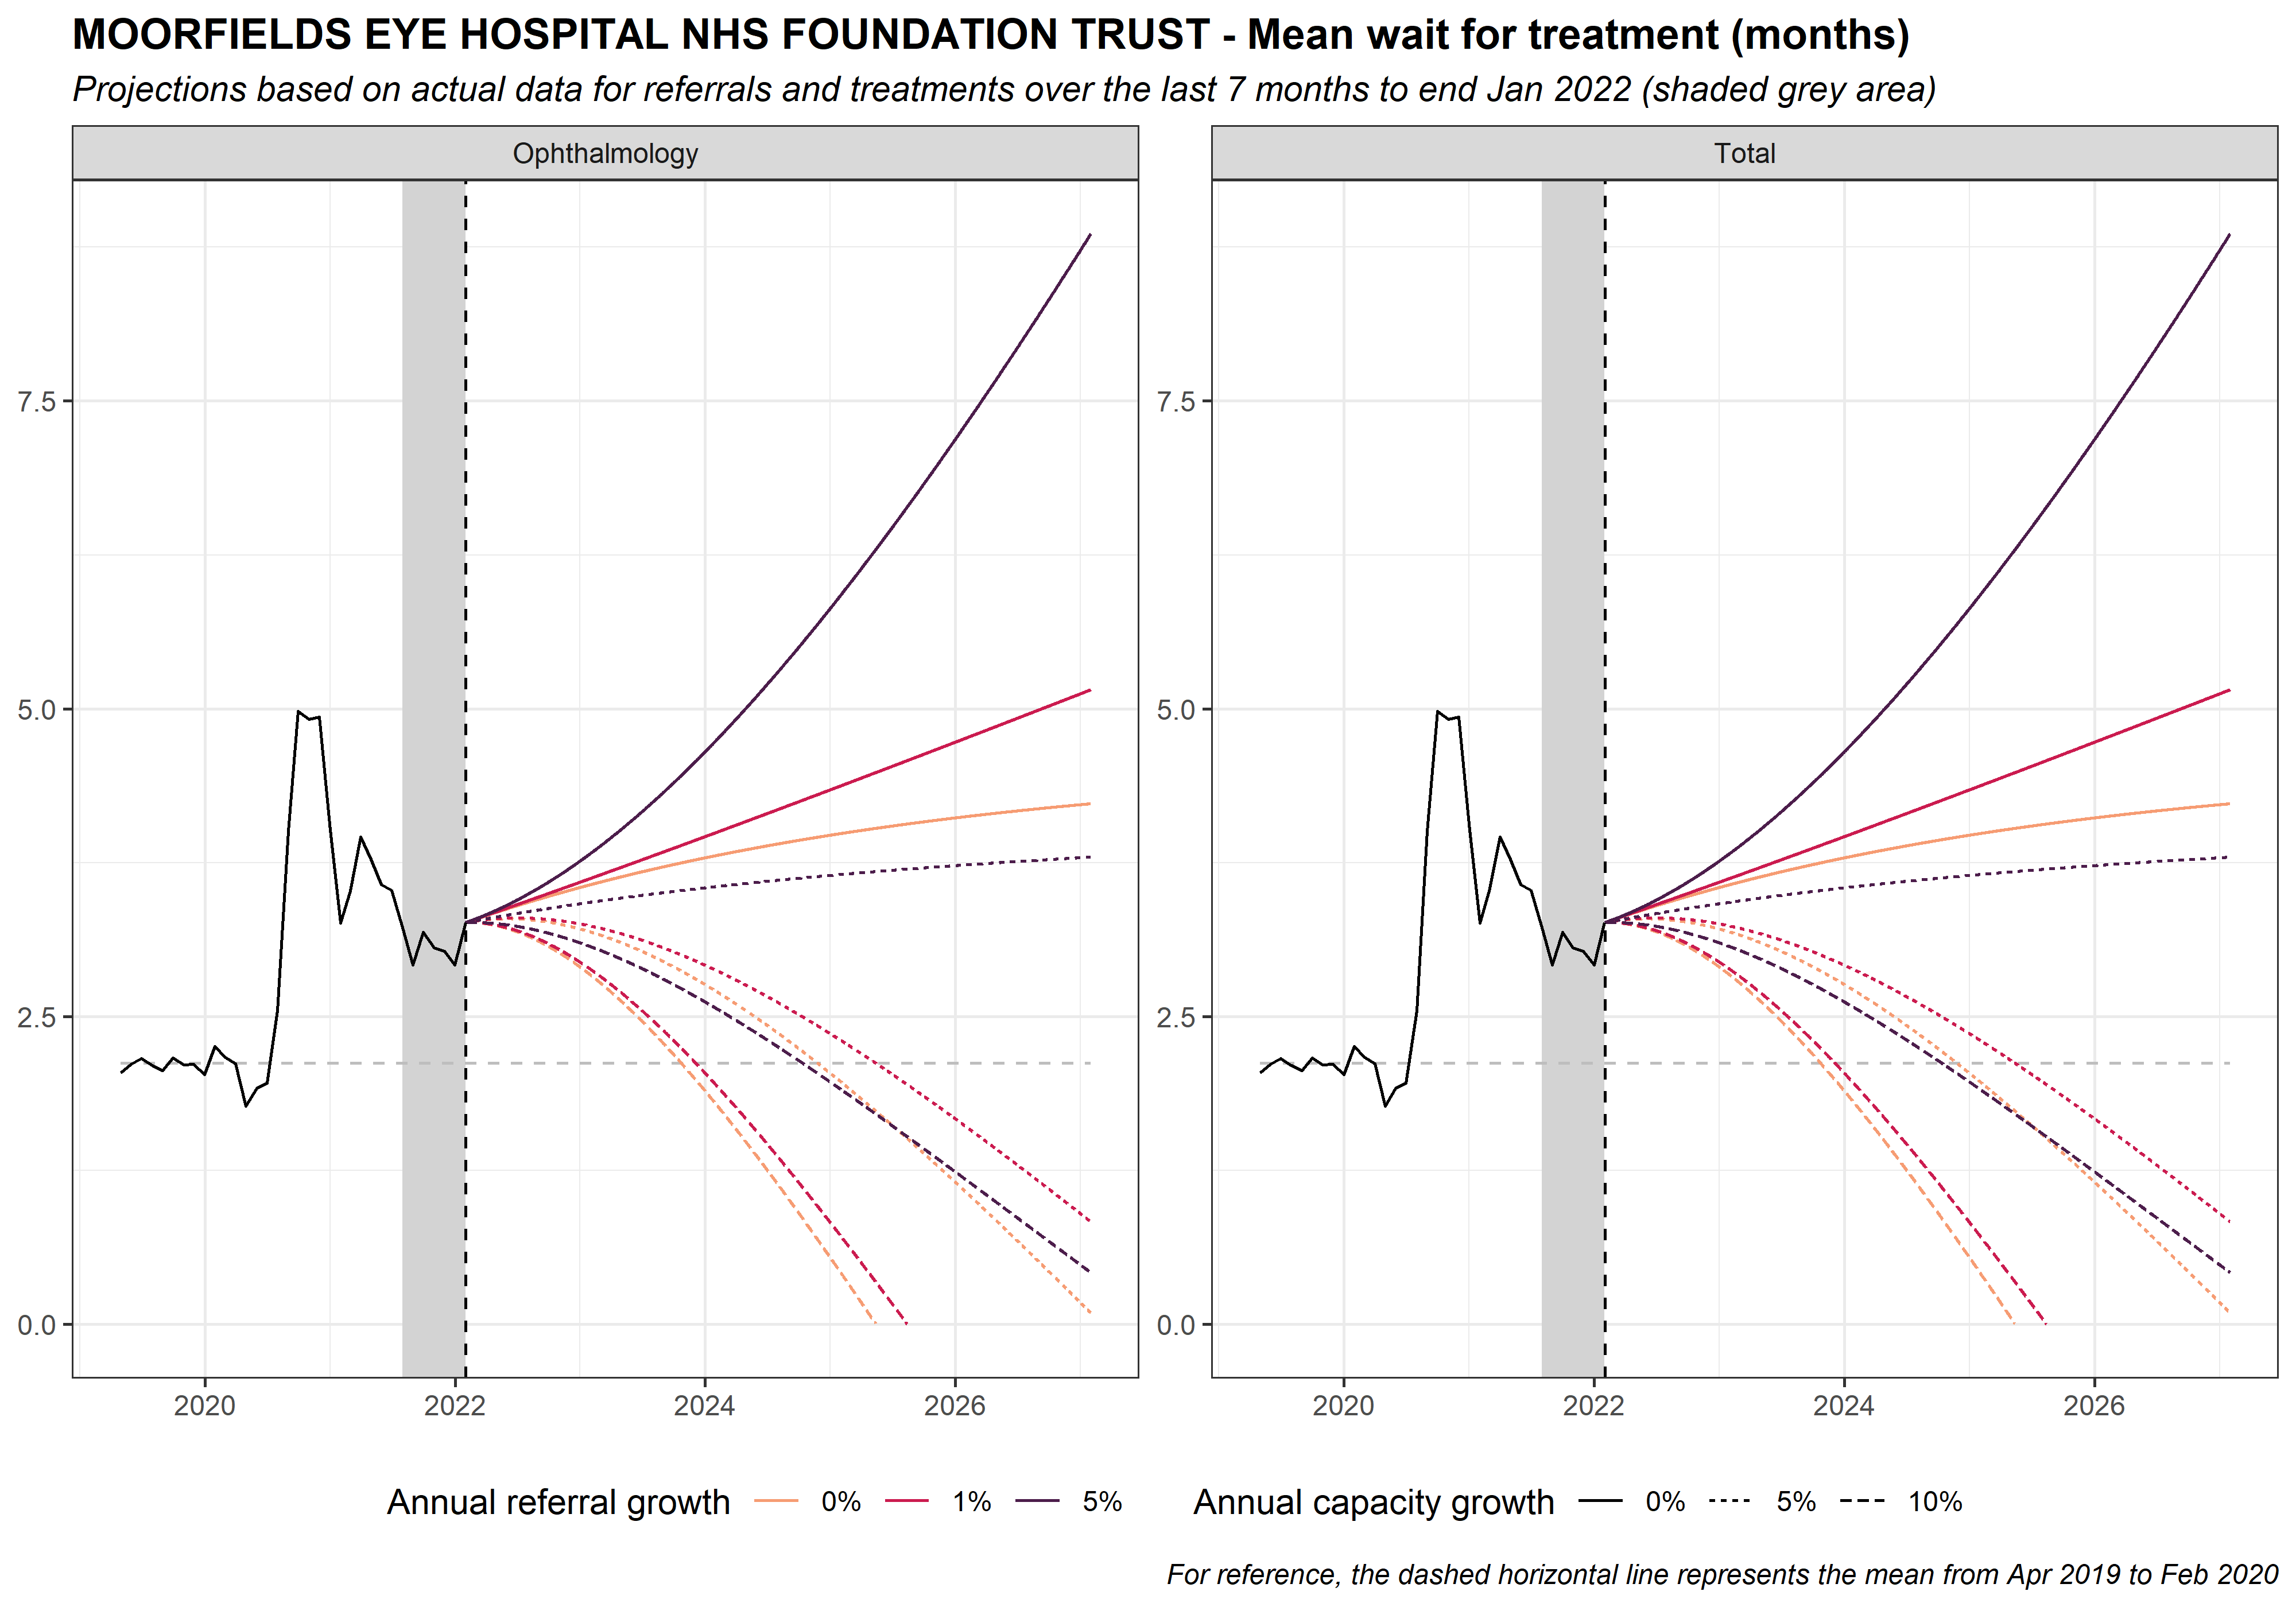 MOORFIELDS EYE HOSPITAL NHS FOUNDATION TRUST - Mean wait for treatment (months)
Projections based on actual data for referrals and treatments over the last 7 months to end Jan 2022 (shaded grey area)
Ophthalmology
Total
7.5
5.0
2.5
0.0
7.5
5.0
2.5
0.0
2020 2022 2024 2026
2020 2022 2024 2026
Annual referral growth 0% 1% 5%
Annual capacity growth 0% 5% 10%
For reference, the dashed horizontal line represents the mean from Apr 2019 to Feb 2020